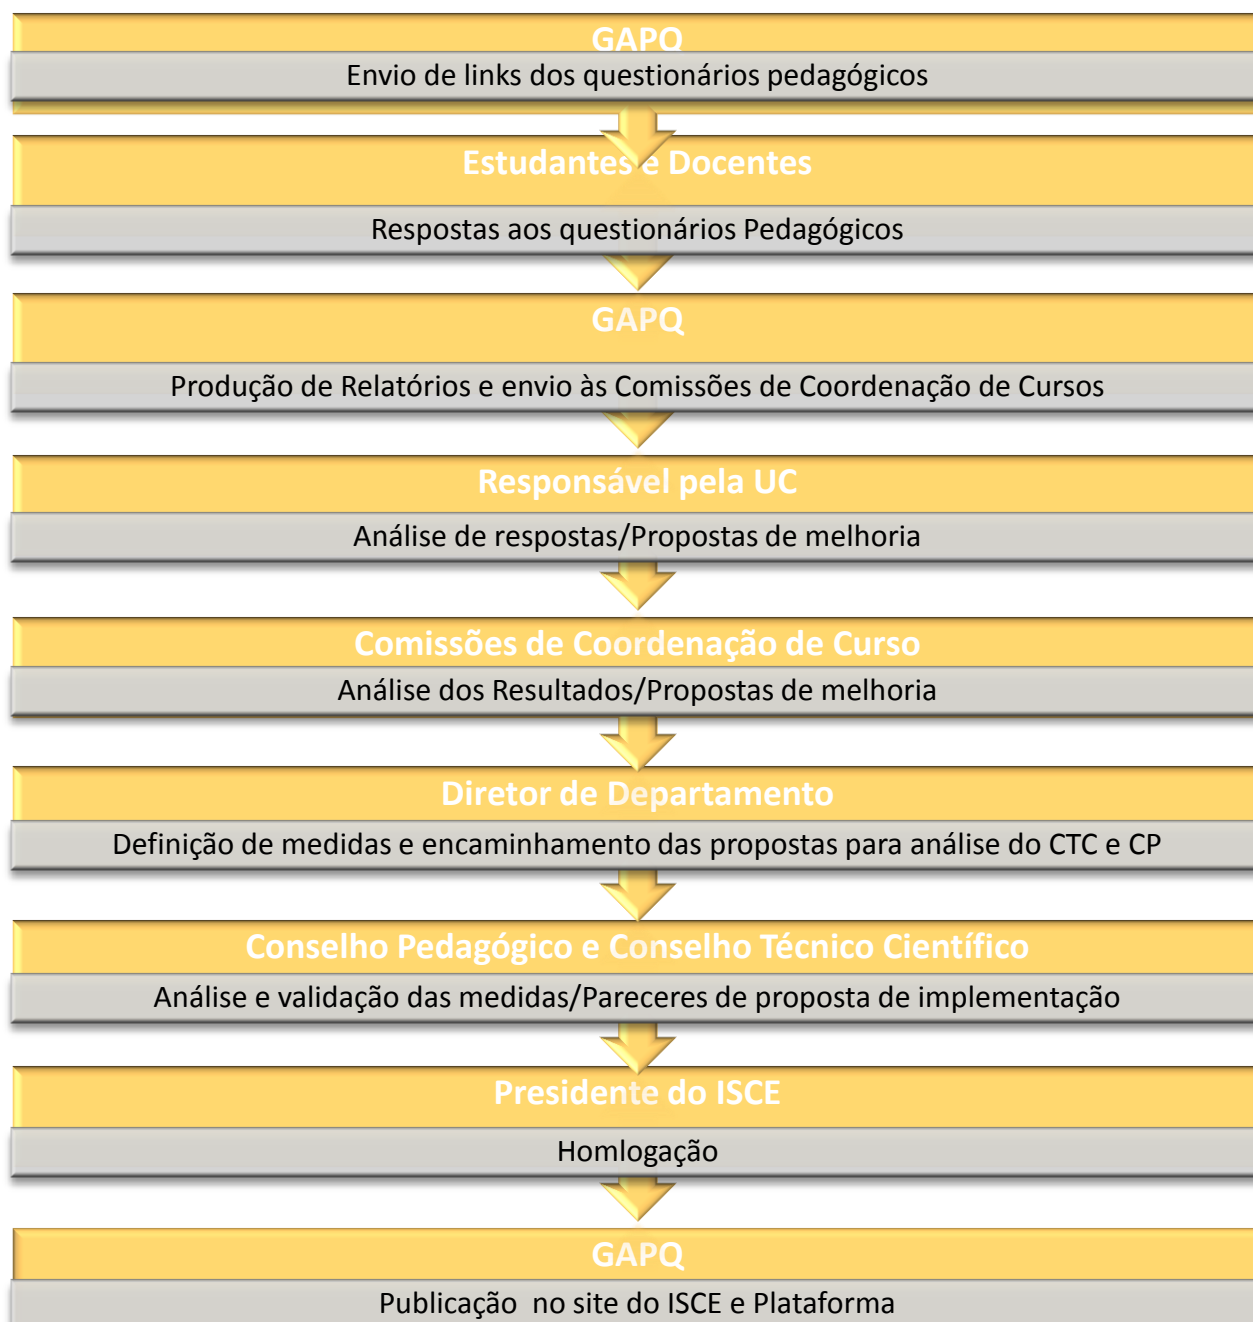 GAPQ
Envio de links dos questionários pedagógicos
Estudantes e Docentes
Respostas aos questionários Pedagógicos
GAPQ
Produção de Relatórios e envio às Comissões de Coordenação de Cursos
Responsável pela UC
Análise de respostas/Propostas de melhoria
Comissões de Coordenação de Curso
Análise dos Resultados/Propostas de melhoria
Diretor de Departamento
Definição de medidas e encaminhamento das propostas para análise do CTC e CP
Conselho Pedagógico e Conselho Técnico Científico
Análise e validação das medidas/Pareceres de proposta de implementação
Presidente do ISCE
Homlogação
GAPQ
Publicação  no site do ISCE e Plataforma